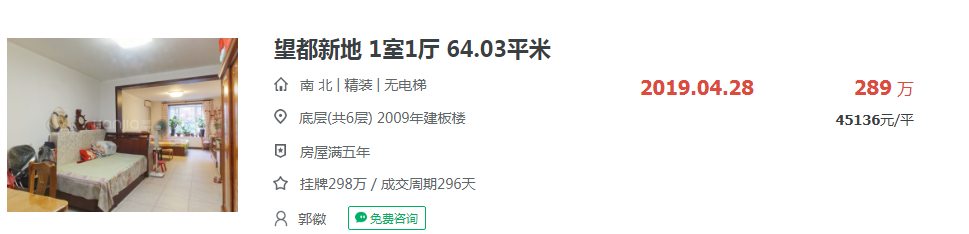 望都新地 1室1厅 64.03平米
南 北 | 精装 | 无电梯
2019.04.28
289 万
底层(共6层) 2009年建板楼
45136元/平
房屋满五年
挂牌298万 / 成交周期296天
郭徽
免费咨询